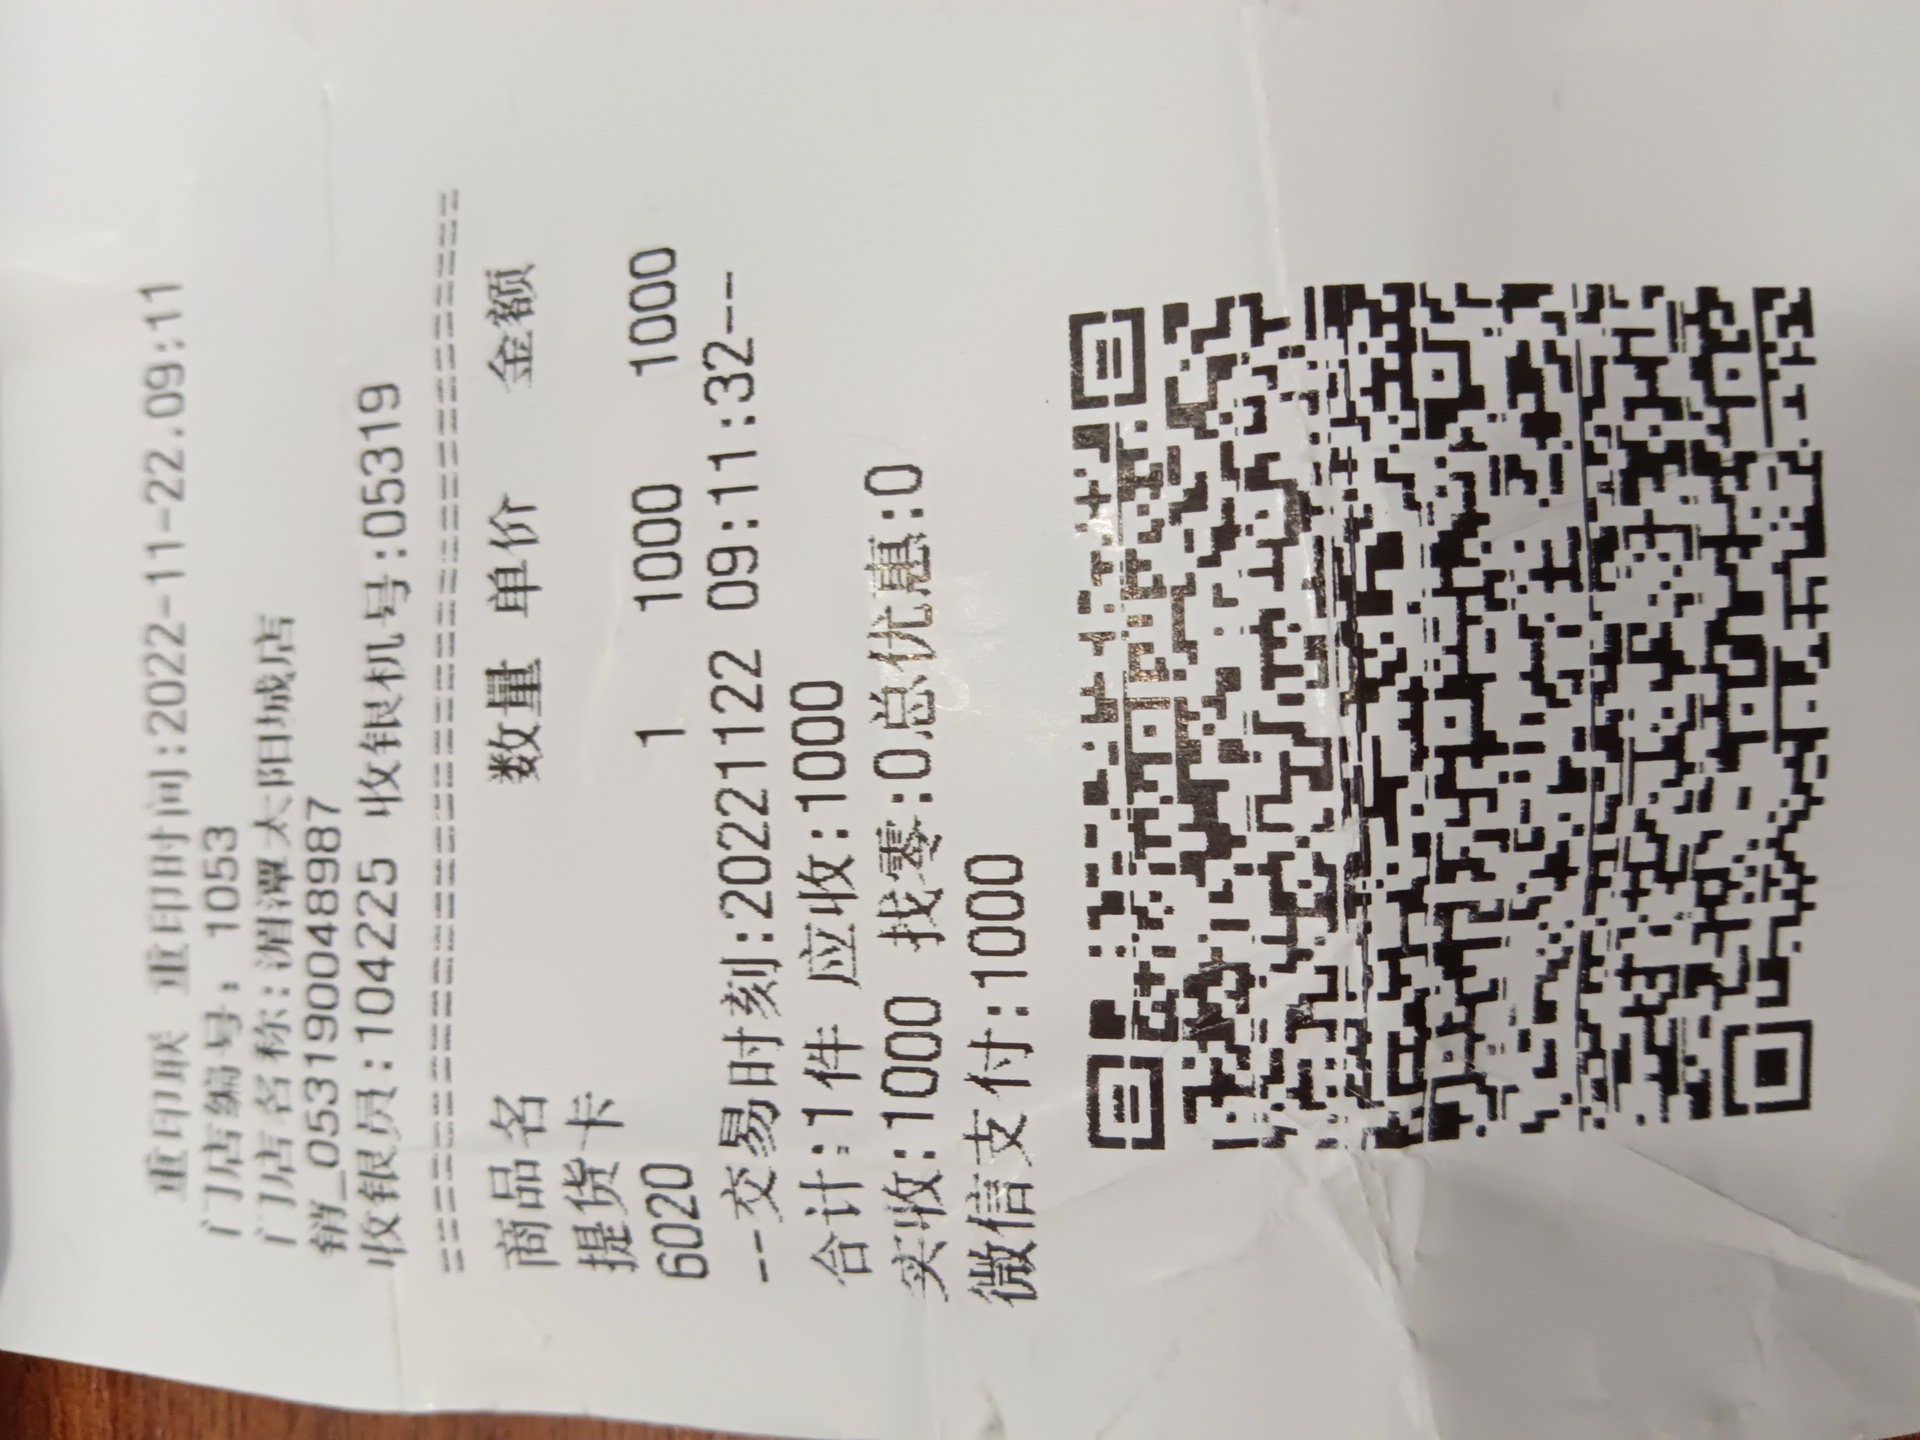 重印联 重印时间:2022-11-22.09:11
门店编号: 1053
门店名称:湄潭太阳城店
销_053190048987
收银员:104225 收银机号:05319
商品名 数量 单价 金额
提货卡
6020 1 1000 1000
--交易时刻:20221122 09:11:32--
合计:1件 应收:1000
实收:1000 找零:0总优惠:0
微信支付:1000